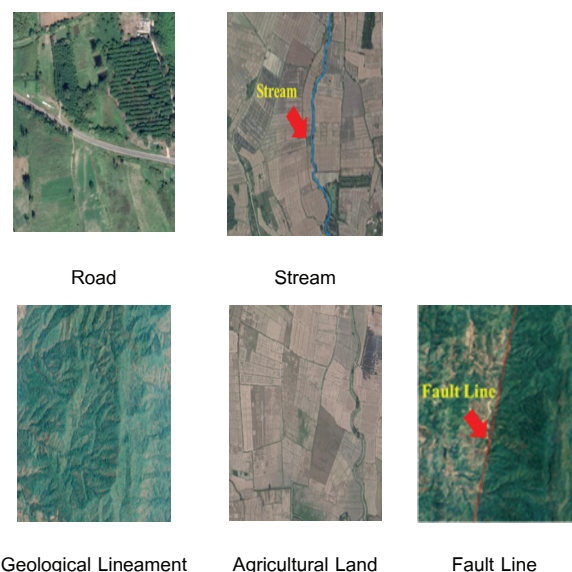 Stream
Road
Stream
Fault Line
Geological Lineament
Agricultural Land
Fault Line